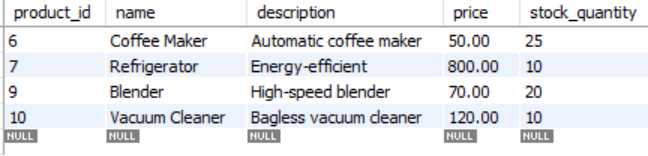 product_id name description price stock_quantity
6 Coffee Maker Automatic coffee maker 50.00 25
7 Refrigerator Energy-efficient 800.00 10
9 Blender High-speed blender 70.00 20
10 Vacuum Cleaner Bagless vacuum cleaner 120.00 10
NULL NULL NULL NULL NULL